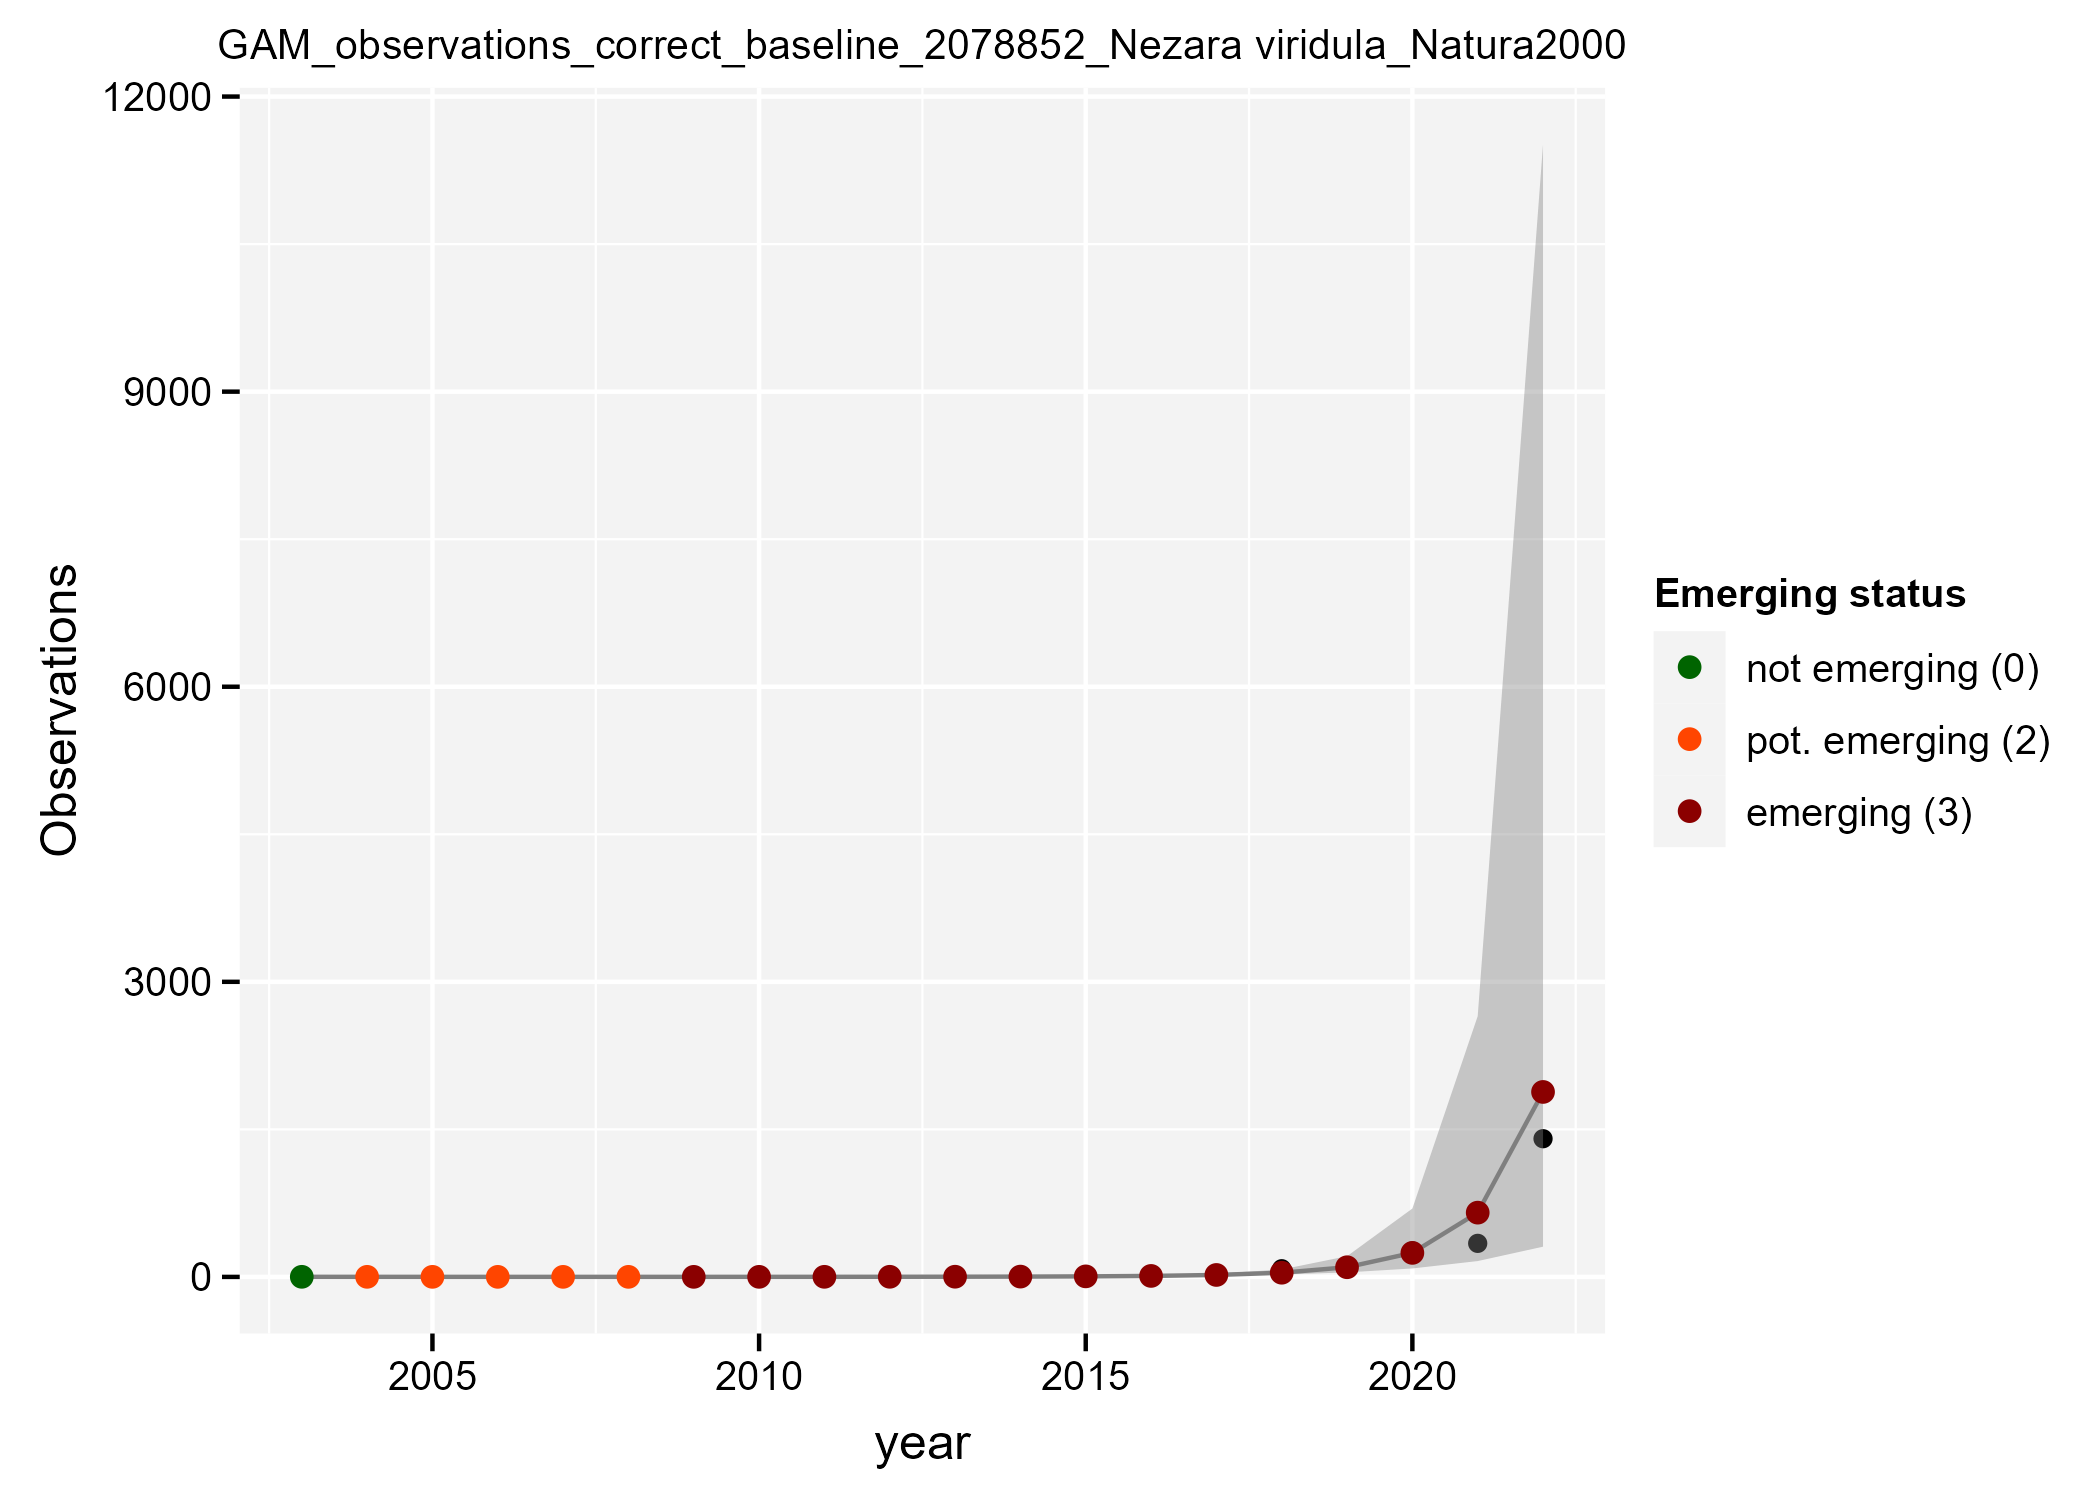 GAM_observations_correct_baseline_2078852_Nezara viridula_Natura2000
12000
9000
6000
3000
0
Observations
2005 2010 2015 2020
year
Emerging status
not emerging (0)
pot. emerging (2)
emerging (3)